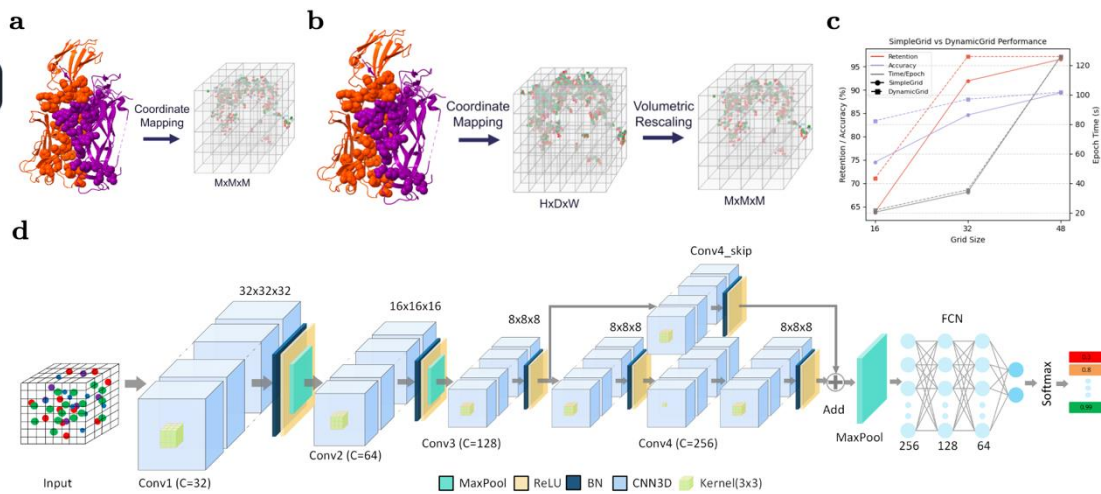 a
Coordinate
Mapping
MxMxM
b
Coordinate
Mapping
HxDxW
Volumetric
Rescaling
MxMxM
c
SimpleGrid vs DynamicGrid Performance
Retention
Accuracy
Time/Epoch
SimpleGrid
DynamicGrid
95
90
85
80
75
70
65
Retention / Accuracy (%)
120
100
80
60
40
20
Epoch Time (s)
16
32
48
Grid Size
d
Input
32x32x32
Conv1 (C=32)
16x16x16
Conv2 (C=64)
8x8x8
Conv3 (C=128)
8x8x8
Conv4_skip
Conv4 (C=256)
8x8x8
Add
MaxPool
FCN
256 128 64
Softmax
0.8
0.99
MaxPool ReLU BN CNN3D Kernel(3x3)